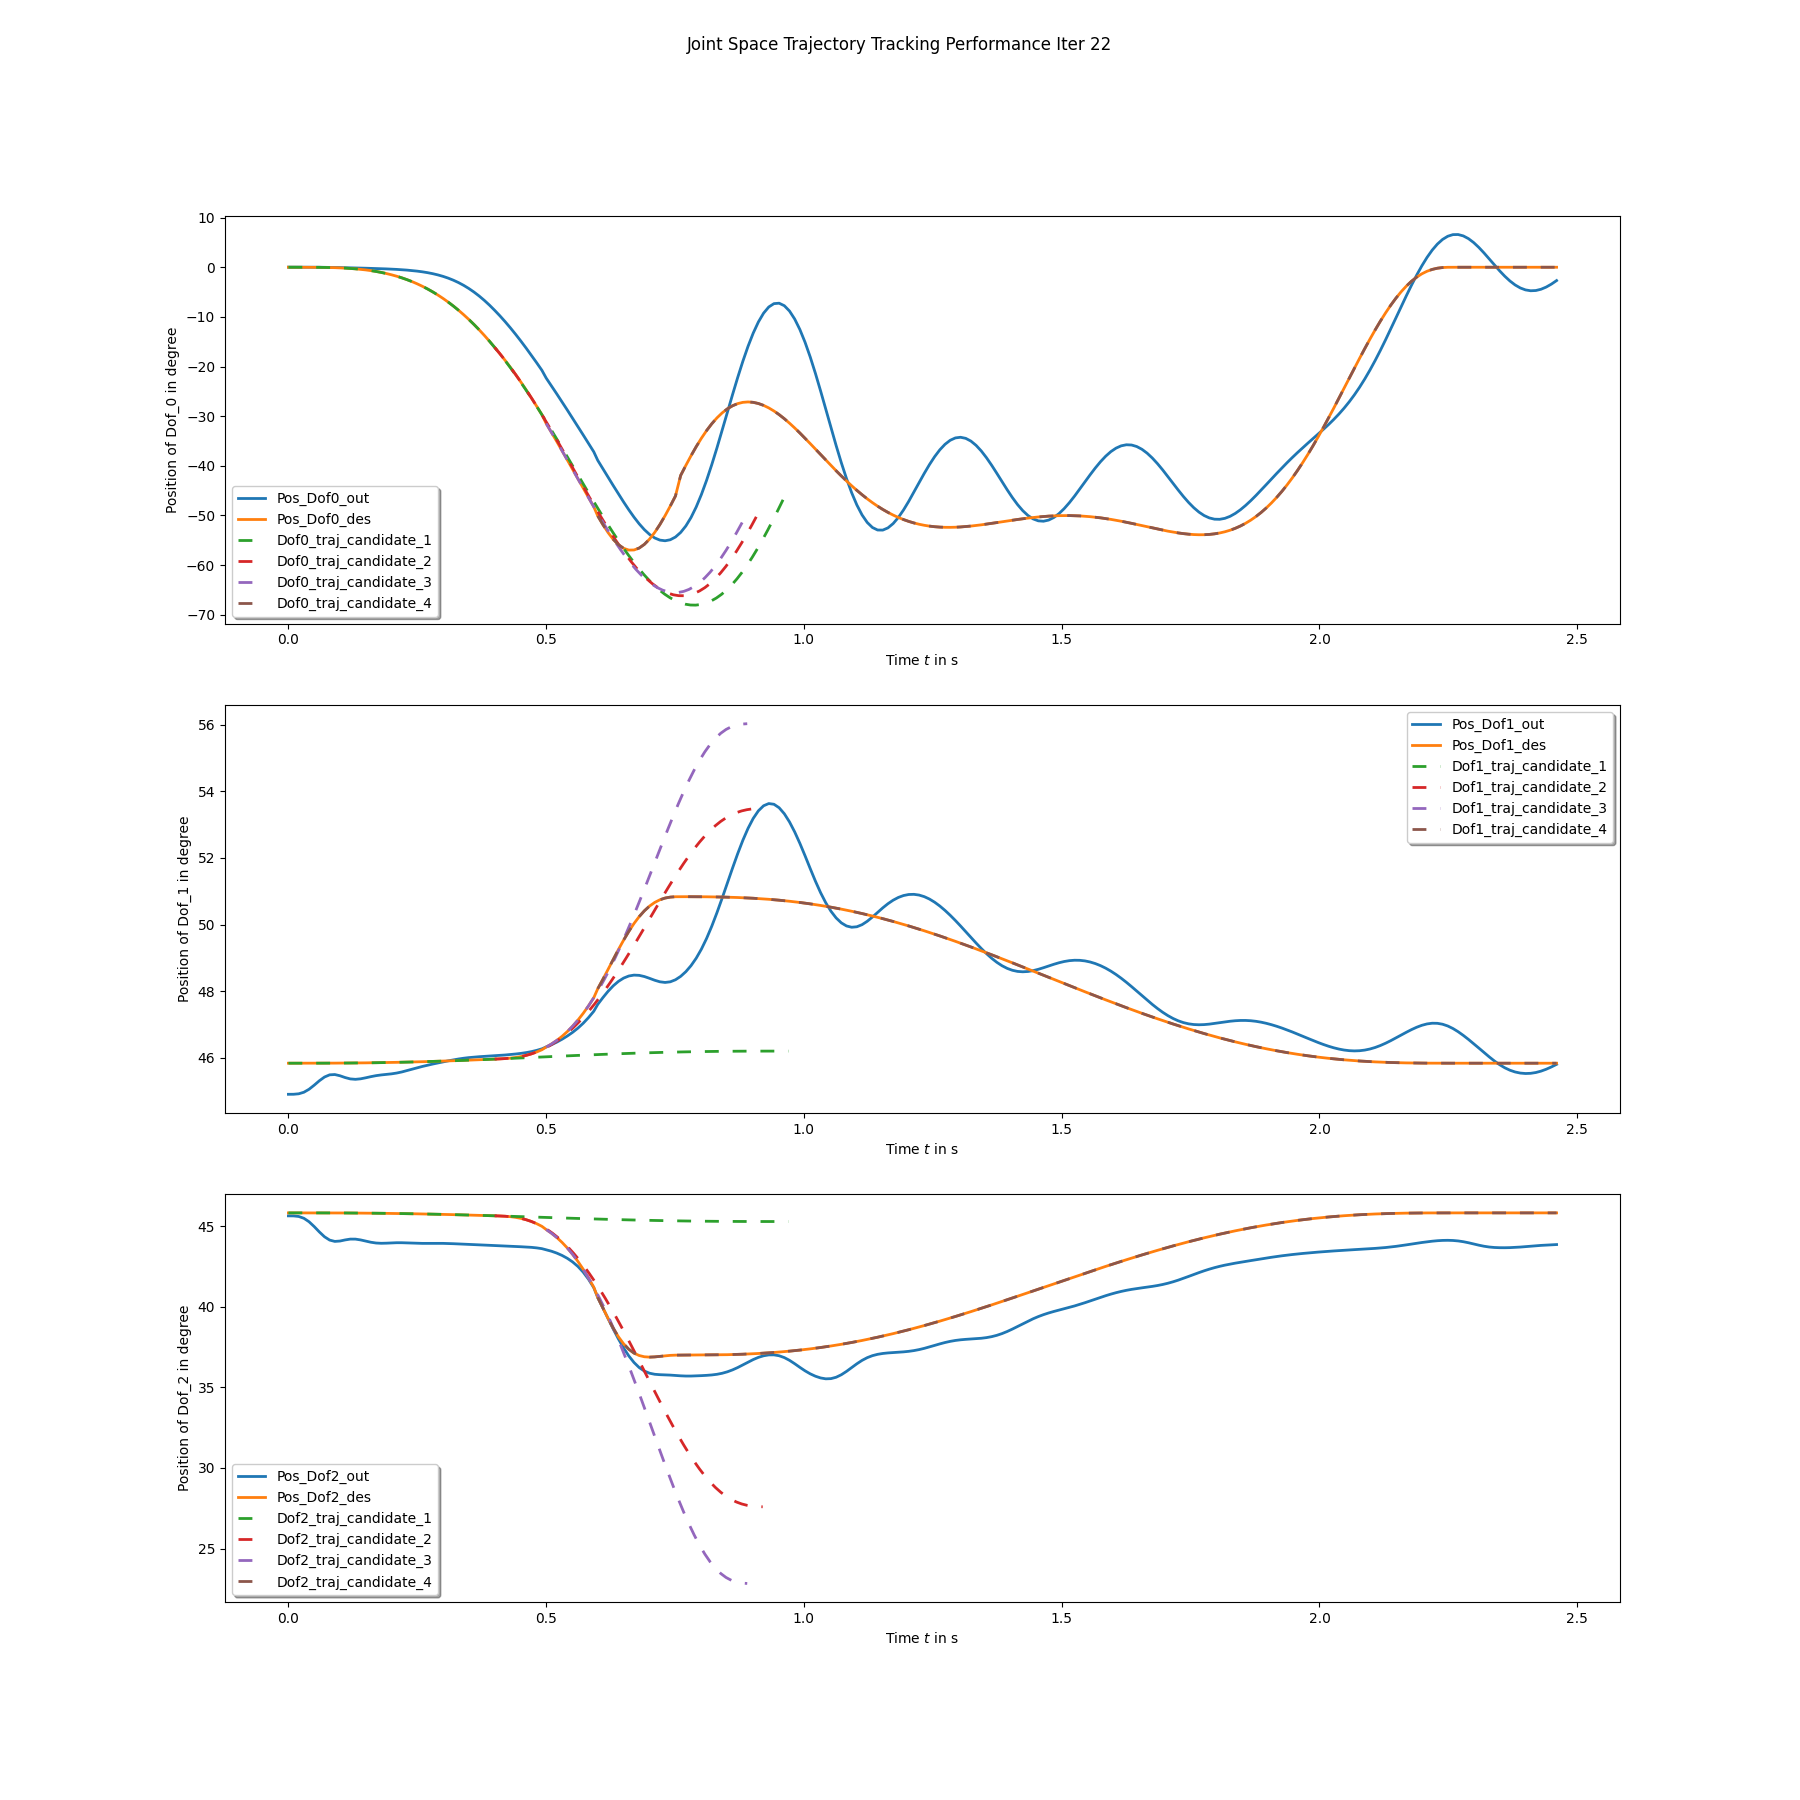 Joint Space Trajectory Tracking Performance Iter 22
10
0
−10
−20
−30
−40
−50
−60
−70
Position of Dof_0 in degree
Pos_Dof0_out
Pos_Dof0_des
Dof0_traj_candidate_1
Dof0_traj_candidate_2
Dof0_traj_candidate_3
Dof0_traj_candidate_4
0.0 0.5 1.0 1.5 2.0 2.5
Time t in s
56
54
52
50
48
46
Position of Dof_1 in degree
Pos_Dof1_out
Pos_Dof1_des
Dof1_traj_candidate_1
Dof1_traj_candidate_2
Dof1_traj_candidate_3
Dof1_traj_candidate_4
0.0 0.5 1.0 1.5 2.0 2.5
Time t in s
45
40
35
30
25
Position of Dof_2 in degree
Pos_Dof2_out
Pos_Dof2_des
Dof2_traj_candidate_1
Dof2_traj_candidate_2
Dof2_traj_candidate_3
Dof2_traj_candidate_4
0.0 0.5 1.0 1.5 2.0 2.5
Time t in s